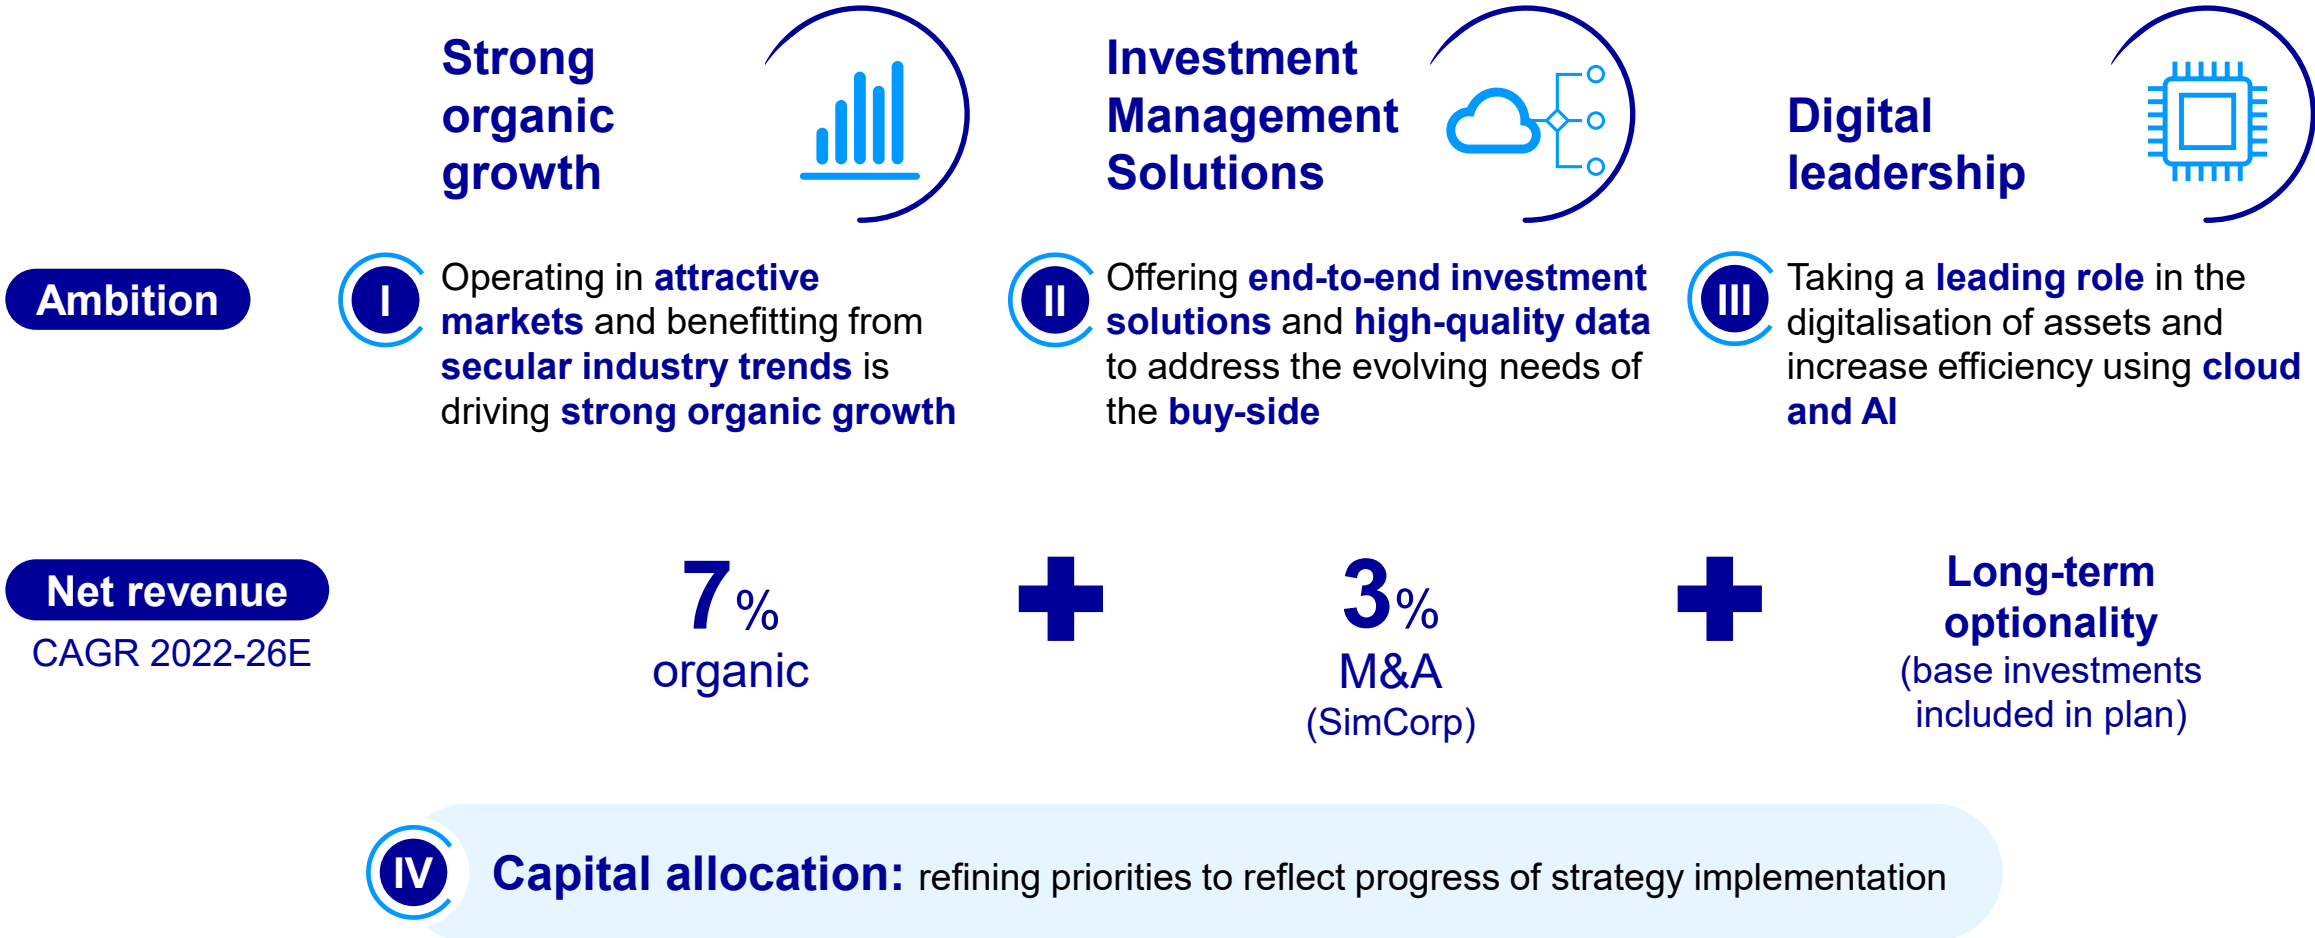 Strong
organic
growth
Investment
Management
Solutions
Digital
leadership
Ambition
I
Operating in attractive
markets and benefitting from
secular industry trends is
driving strong organic growth
II
Offering end-to-end investment
solutions and high-quality data
to address the evolving needs of
the buy-side
III
Taking a leading role in the
digitalisation of assets and
increase efficiency using cloud
and AI
Net revenue
CAGR 2022-26E
7%
organic
3%
M&A
(SimCorp)
Long-term
optionality
(base investments
included in plan)
IV
Capital allocation: refining priorities to reflect progress of strategy implementation